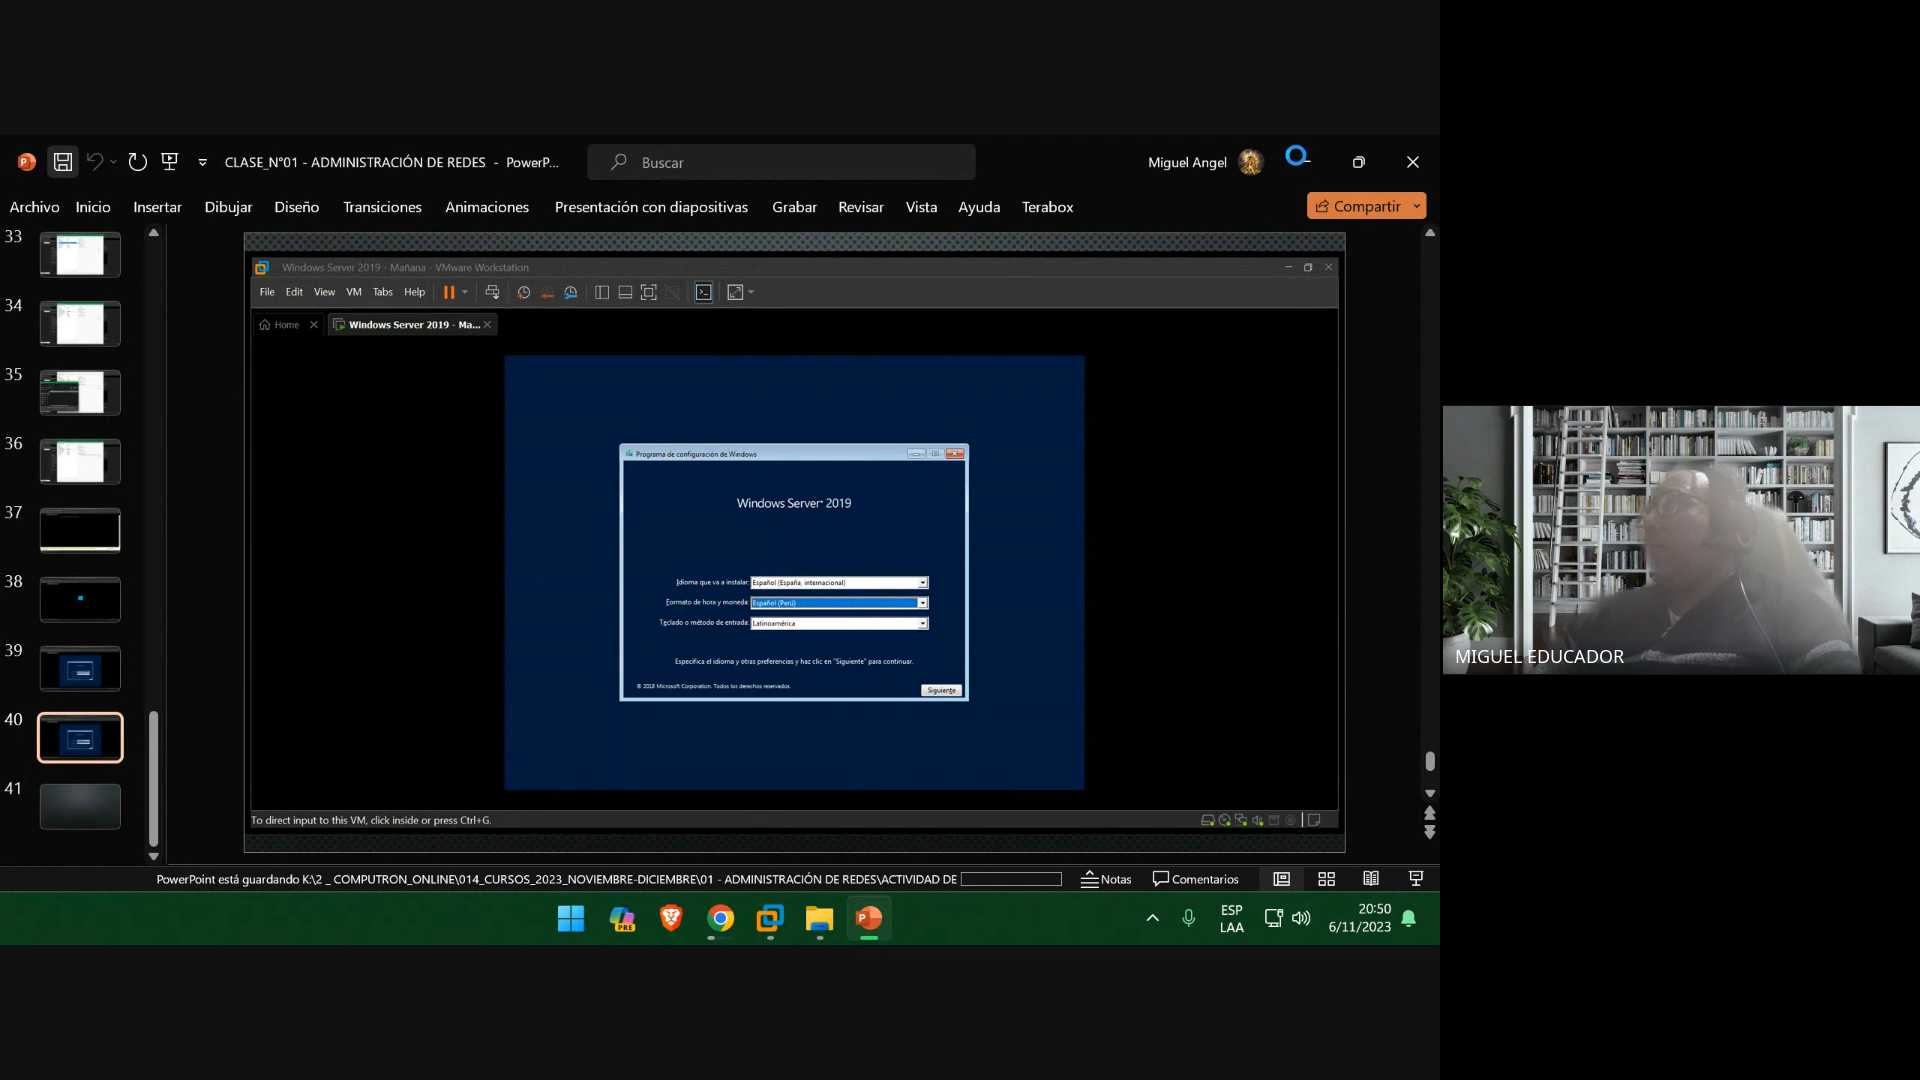 CLASE_N°01 - ADMINISTRACIÓN DE REDES - PowerP...
Buscar
Miguel Angel
Archivo Inicio Insertar Dibujar Diseño Transiciones Animaciones Presentación con diapositivas Grabar Revisar Vista Ayuda Terabox
Compartir
33
34
35
36
37
38
39
40
41
Windows Server 2019 - Mañana - VMware Workstation
File Edit View VM Tabs Help
Home
Windows Server 2019 - Ma...
Programa de configuración de Windows
Windows Server 2019
Idioma que va a instalar: Español (España, internacional)
Formato de hora y moneda: Español (Perú)
Teclado o método de entrada: Latinoamérica
Especifica el idioma y otras preferencias y haz clic en "Siguiente" para continuar.
© 2018 Microsoft Corporation. Todos los derechos reservados.
Siguiente
To direct input to this VM, click inside or press Ctrl+G.
MIGUEL EDUCADOR
PowerPoint está guardando K:\2 _ COMPUTRON_ONLINE\014_CURSOS_2023_NOVIEMBRE-DICIEMBRE\01 - ADMINISTRACIÓN DE REDES\ACTIVIDAD DE
Notas
Comentarios
PRE
ESP
LAA
20:50
6/11/2023